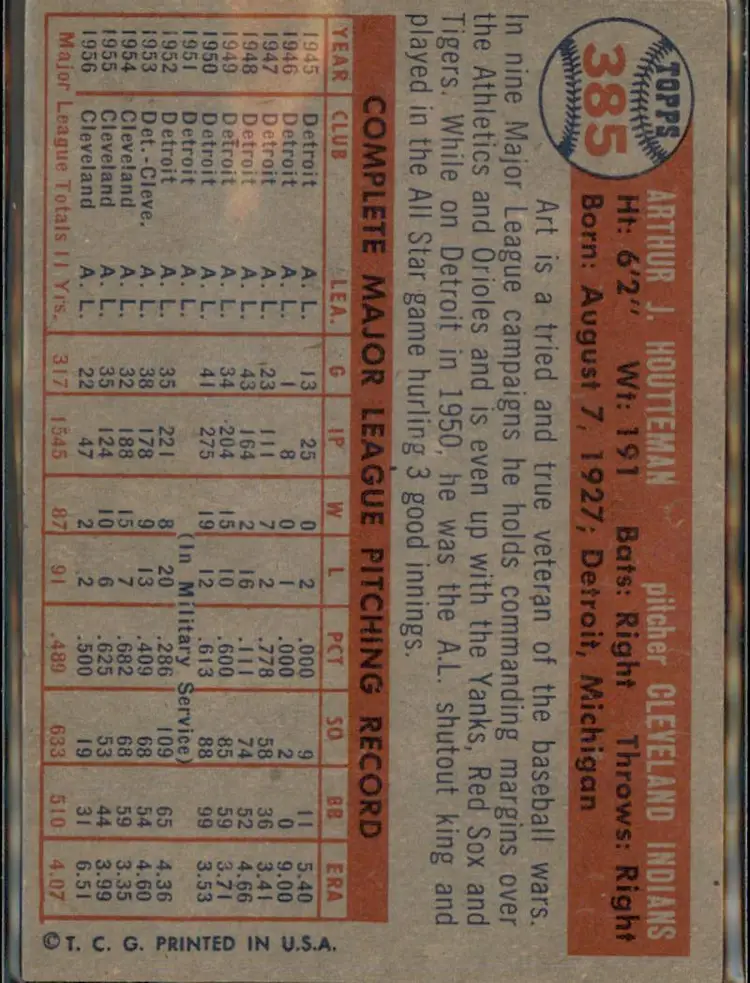 TOPPS
385
ARTHUR J. HOUTTEMAN pitcher CLEVELAND INDIANS
Ht: 6'2" Wt: 191 Bats: Right Throws: Right
Born: August 7, 1927; Detroit, Michigan
Art is a tried and true veteran of the baseball wars.
In nine Major League campaigns he holds commanding margins over
the Athletics and Orioles and is even up with the Yanks, Red Sox and
Tigers. While on Detroit in 1950, he was the A.L. shutout king and
played in the All Star game hurling 3 good innings.
COMPLETE MAJOR LEAGUE PITCHING RECORD
YEAR CLUB LEA. G IP W L PCT SO BB ERA
1945 Detroit A. L. 13 25 0 2 .000 9 11 5.40
1946 Detroit A. L. 1 8 0 1 .000 2 0 9.00
1947 Detroit A. L. 23 111 7 2 .778 58 36 3.41
1948 Detroit A. L. 43 164 2 16 .111 74 52 4.66
1949 Detroit A. L. 34 204 15 10 .600 85 59 3.71
1950 Detroit A. L. 41 275 19 12 .613 88 99 3.53
1951 Detroit A. L. (In Military Service)
1952 Detroit A. L. 35 221 8 20 .286 109 65 4.36
1953 Det.-Cleve. A. L. 38 178 9 13 .409 68 54 4.60
1954 Cleveland A. L. 32 188 15 7 .682 68 59 3.35
1955 Cleveland A. L. 35 124 10 6 .625 53 44 3.99
1956 Cleveland A. L. 22 47 2 2 .500 19 31 6.51
Major League Totals 11 Yrs. 317 1545 87 91 .489 633 510 4.07
© T. C. G. PRINTED IN U.S.A.